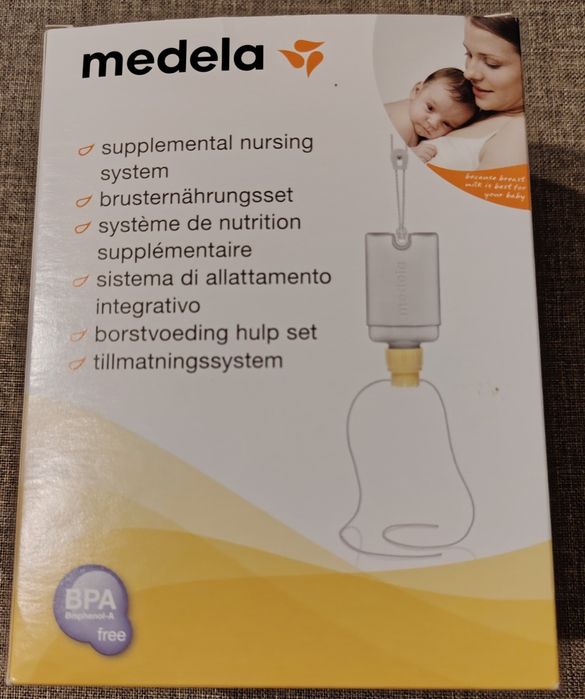 medela
supplemental nursing
system
brusternährungsset
système de nutrition
supplémentaire
sistema di allattamento
integrativo
borstvoeding hulp set
tillmatningssystem
because breast
milk is best for
your baby
medela
BPA
Bisphenol-A
free